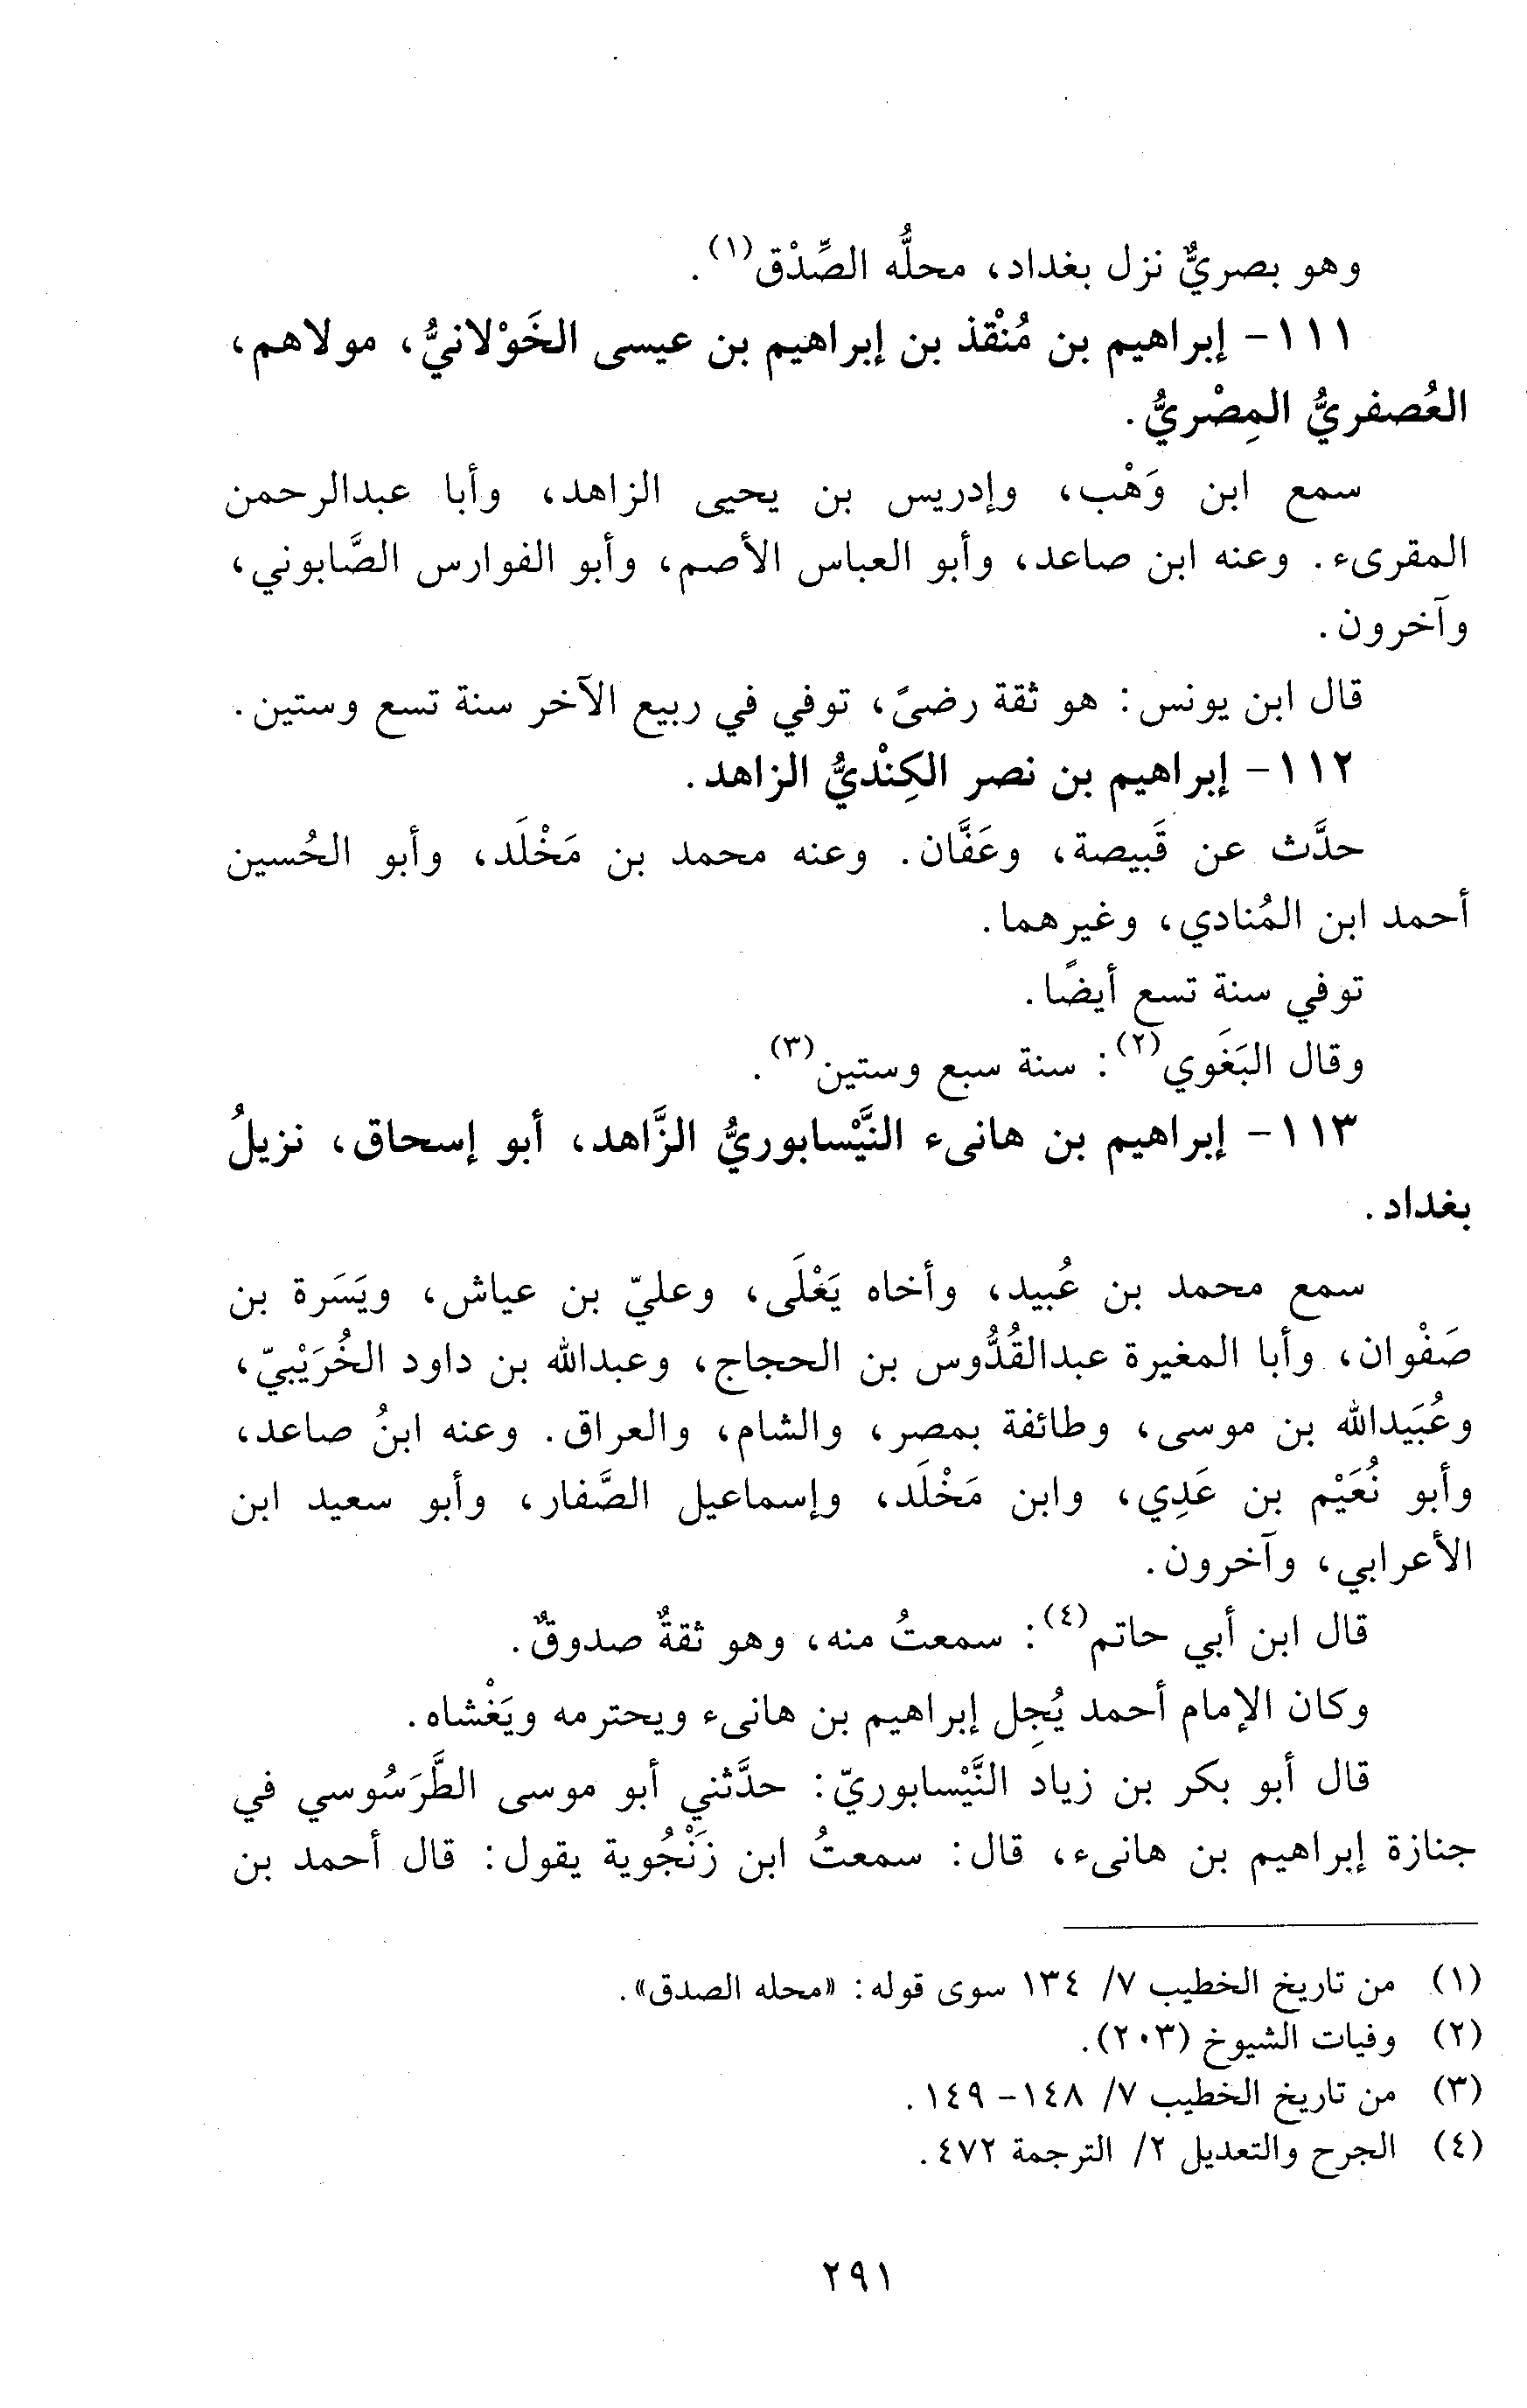 وهو بصريٌّ نزل بغداد، محلُّه الصِّدْق(١).
١١١- إبراهيم بن مُنْقذ بن إبراهيم بن عيسى الخَوْلانيُّ، مولاهم،
العُصفريُّ المِصْريُّ.
سمع ابن وَهْب، وإدريس بن يحيى الزاهد، وأبا عبدالرحمن
المقرىء. وعنه ابن صاعد، وأبو العباس الأصم، وأبو الفوارس الصَّابوني،
وآخرون.
قال ابن يونس: هو ثقة رضىً، توفي في ربيع الآخر سنة تسع وستين.
١١٢- إبراهيم بن نصر الكِنْديُّ الزاهد.
حدَّث عن قَبيصة، وعَفَّان. وعنه محمد بن مَخْلَد، وأبو الحُسين
أحمد ابن المُنادي، وغيرهما.
توفي سنة تسع أيضًا.
وقال البَغَوي(٢): سنة سبع وستين(٣).
١١٣- إبراهيم بن هانىء النَّيْسابوريُّ الزَّاهد، أبو إسحاق، نزيلُ
بغداد.
سمع محمد بن عُبيد، وأخاه يَعْلَى، وعليّ بن عياش، ويَسَرة بن
صَفْوان، وأبا المغيرة عبدالقُدُّوس بن الحجاج، وعبدالله بن داود الخُرَيْبيّ،
وعُبَيدالله بن موسى، وطائفة بمصر، والشام، والعراق. وعنه ابنُ صاعد،
وأبو نُعَيْم بن عَدِي، وابن مَخْلَد، وإسماعيل الصَّفار، وأبو سعيد ابن
الأعرابي، وآخرون.
قال ابن أبي حاتم(٤): سمعتُ منه، وهو ثقةٌ صدوقٌ.
وكان الإمام أحمد يُجِل إبراهيم بن هانىء ويحترمه ويَغْشاه.
قال أبو بكر بن زياد النَّيْسابوريّ: حدَّثني أبو موسى الطَّرَسُوسي في
جنازة إبراهيم بن هانىء، قال: سمعتُ ابن زَنْجُوية يقول: قال أحمد بن
(١) من تاريخ الخطيب ٧/ ١٣٤ سوى قوله: «محله الصدق».
(٢) وفيات الشيوخ (٢٠٣).
(٣) من تاريخ الخطيب ٧/ ١٤٨- ١٤٩.
(٤) الجرح والتعديل ٢/ الترجمة ٤٧٢.
٢٩١